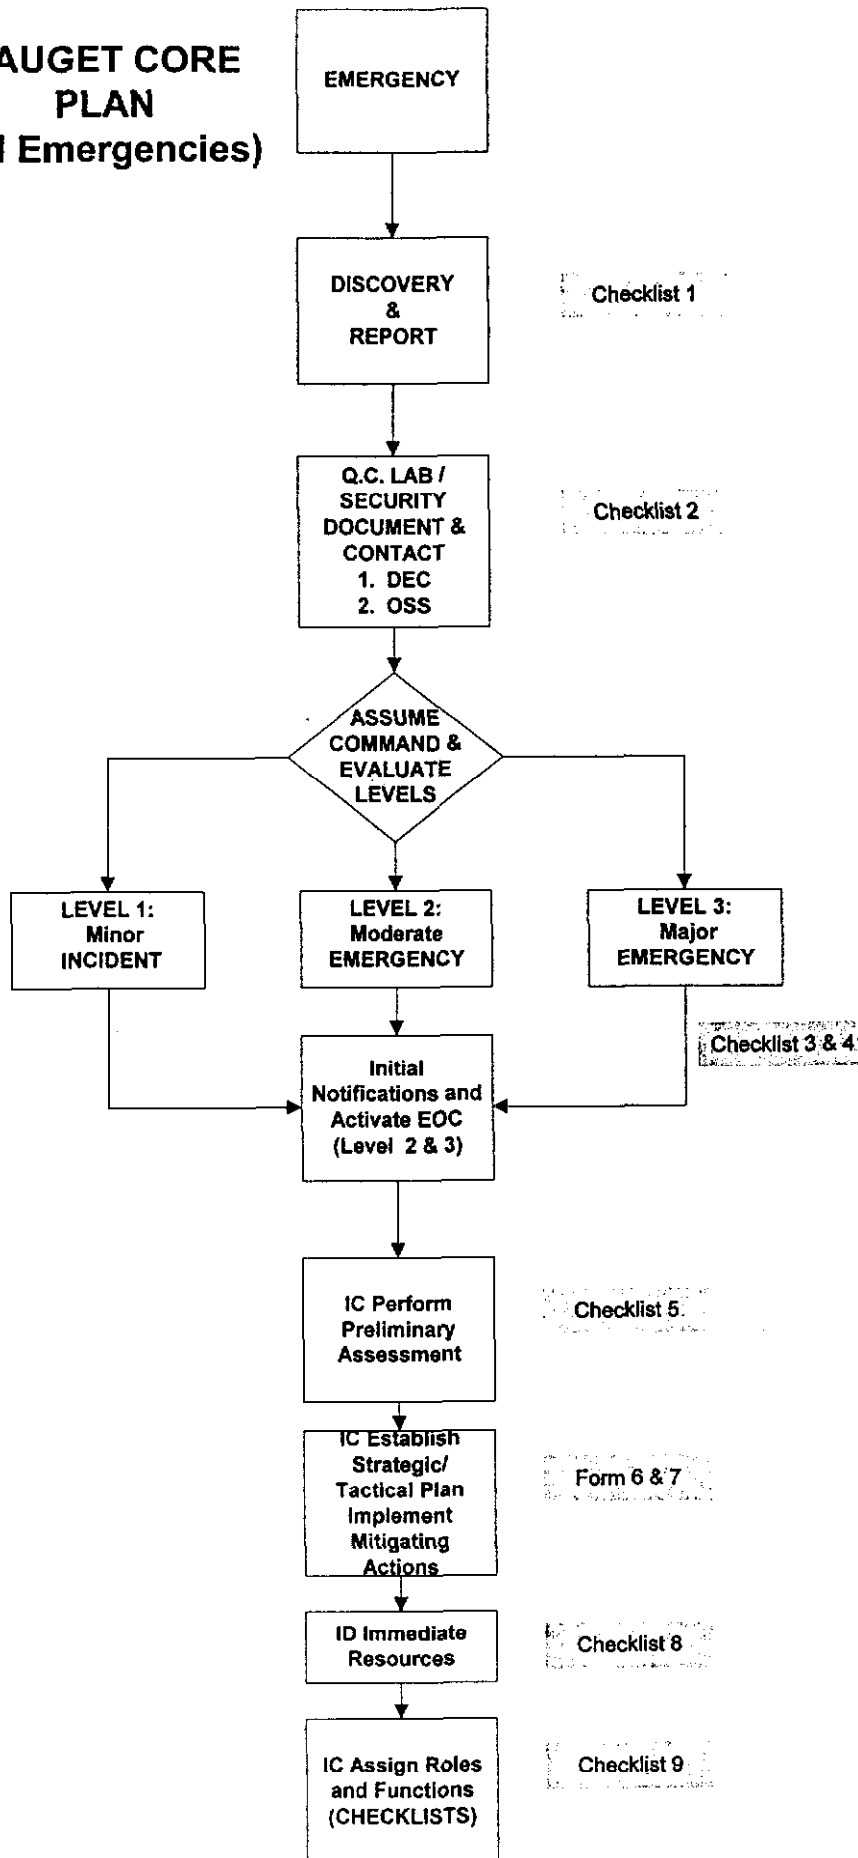 AUGET CORE
PLAN
l Emergencies)
EMERGENCY
DISCOVERY
&
REPORT
Checklist 1
Q.C. LAB /
SECURITY
DOCUMENT &
CONTACT
1. DEC
2. OSS
Checklist 2
ASSUME
COMMAND &
EVALUATE
LEVELS
LEVEL 1:
Minor
INCIDENT
LEVEL 2:
Moderate
EMERGENCY
LEVEL 3:
Major
EMERGENCY
Checklist 3 & 4
Initial
Notifications and
Activate EOC
(Level 2 & 3)
IC Perform
Preliminary
Assessment
Checklist 5
IC Establish
Strategic/
Tactical Plan
Implement
Mitigating
Actions
Form 6 & 7
ID Immediate
Resources
Checklist 8
IC Assign Roles
and Functions
(CHECKLISTS)
Checklist 9